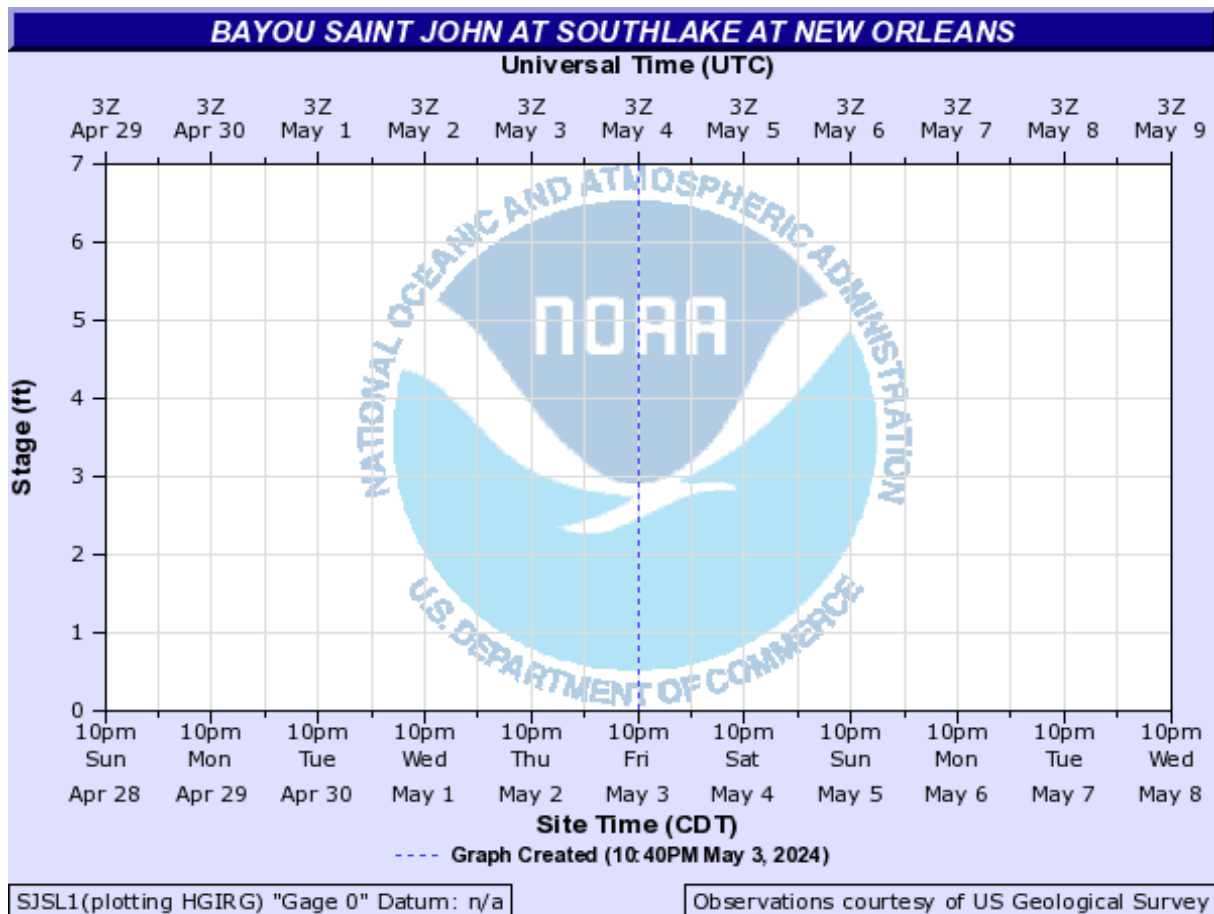 BAYOU SAINT JOHN AT SOUTHLAKE AT NEW ORLEANS
Universal Time (UTC)
3Z 3Z 3Z 3Z 3Z 3Z 3Z 3Z 3Z 3Z 3Z
Apr 29 Apr 30 May 1 May 2 May 3 May 4 May 5 May 6 May 7 May 8 May 9
7
6
5
4
3
2
1
0
Stage (ft)
NATIONAL OCEANIC AND ATMOSPHERIC ADMINISTRATION
NOAA
U.S. DEPARTMENT OF COMMERCE
10pm 10pm 10pm 10pm 10pm 10pm 10pm 10pm 10pm 10pm 10pm
Sun Mon Tue Wed Thu Fri Sat Sun Mon Tue Wed
Apr 28 Apr 29 Apr 30 May 1 May 2 May 3 May 4 May 5 May 6 May 7 May 8
Site Time (CDT)
---- Graph Created (10:40PM May 3, 2024)
SJSL1(plotting HGIRG) "Gage 0" Datum: n/a
Observations courtesy of US Geological Survey